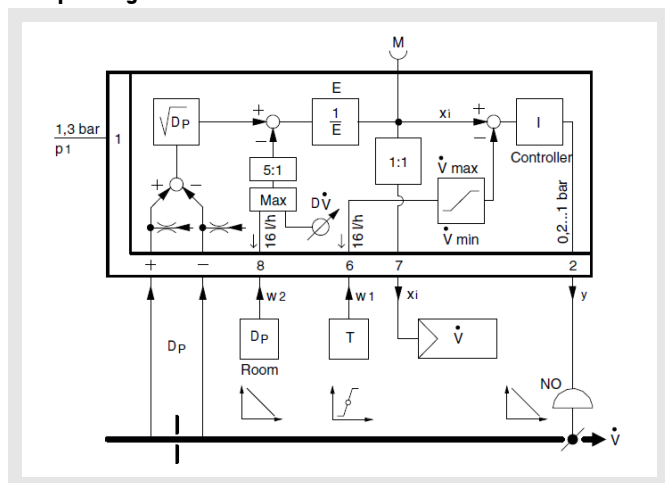 M
E
√DP
+
−
1
E
xi
+
−
I
1,3 bar
p1
1
5:1
1:1
Controller
+
−
Max
DV̇
V̇ max
V̇ min
16 l/h
16 l/h
0,2...1 bar
+
−
8
6
7
2
w2
w1
xi
y
DP
DP
T
V̇
Room
NO
V̇